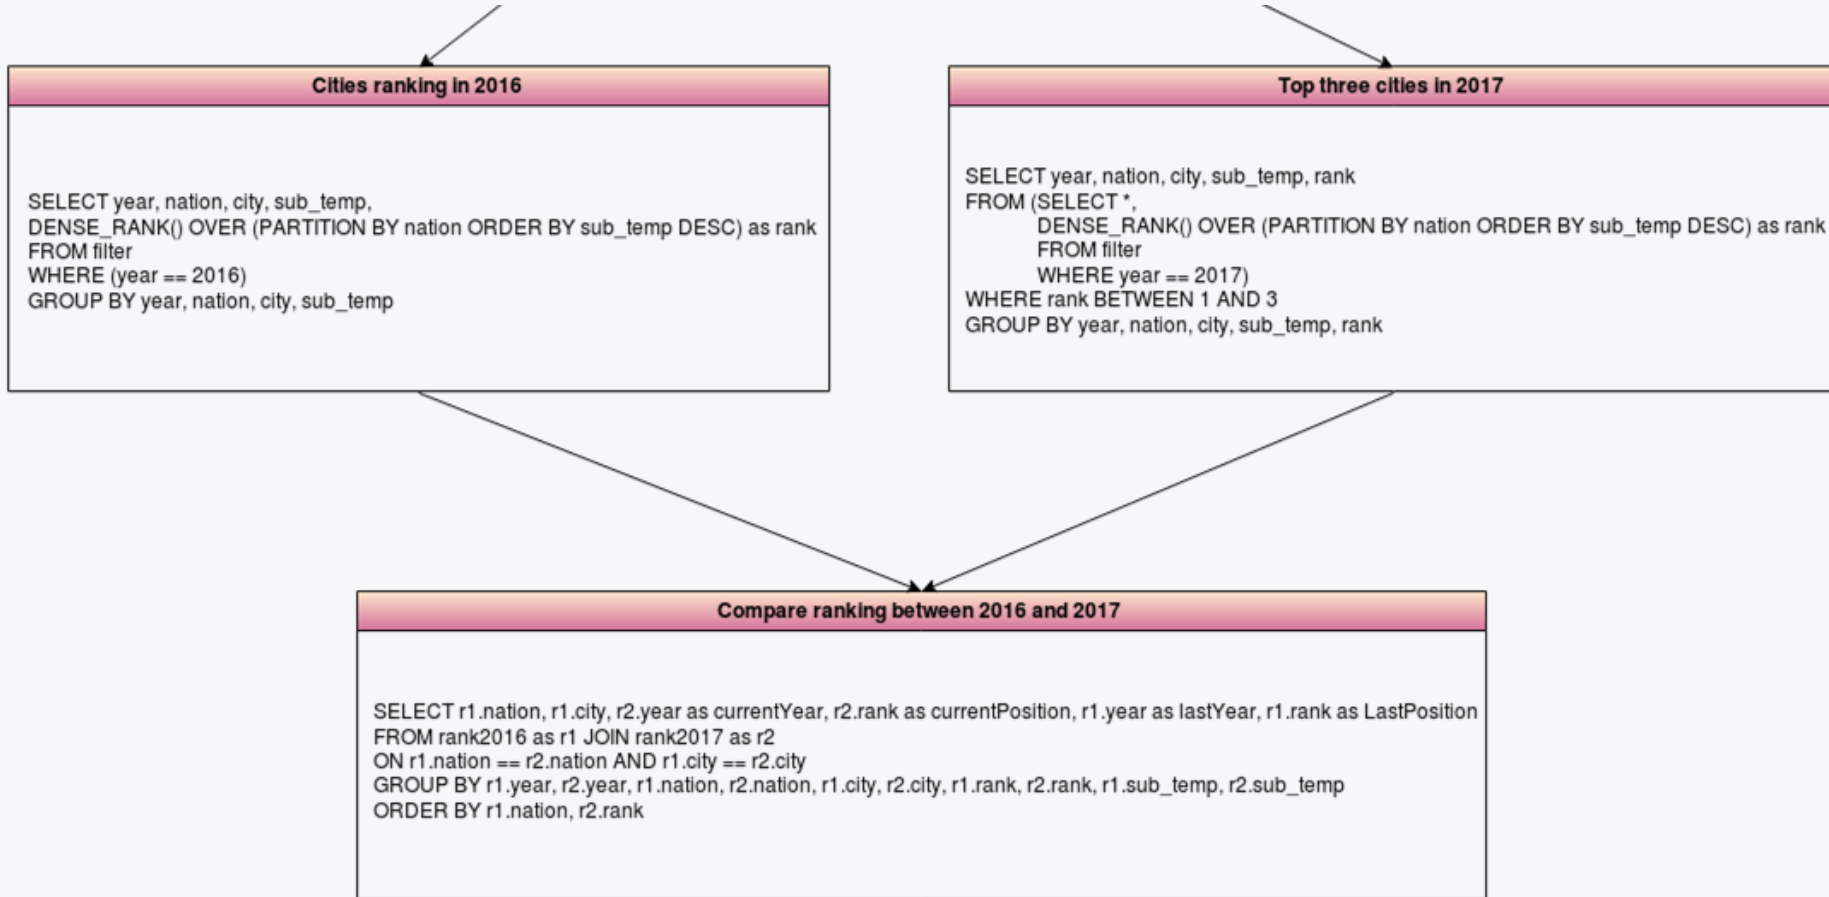 Cities ranking in 2016
SELECT year, nation, city, sub_temp,
DENSE_RANK() OVER (PARTITION BY nation ORDER BY sub_temp DESC) as rank
FROM filter
WHERE (year == 2016)
GROUP BY year, nation, city, sub_temp
Top three cities in 2017
SELECT year, nation, city, sub_temp, rank
FROM (SELECT *,
DENSE_RANK() OVER (PARTITION BY nation ORDER BY sub_temp DESC) as rank
FROM filter
WHERE year == 2017)
WHERE rank BETWEEN 1 AND 3
GROUP BY year, nation, city, sub_temp, rank
Compare ranking between 2016 and 2017
SELECT r1.nation, r1.city, r2.year as currentYear, r2.rank as currentPosition, r1.year as lastYear, r1.rank as LastPosition
FROM rank2016 as r1 JOIN rank2017 as r2
ON r1.nation == r2.nation AND r1.city == r2.city
GROUP BY r1.year, r2.year, r1.nation, r2.nation, r1.city, r2.city, r1.rank, r2.rank, r1.sub_temp, r2.sub_temp
ORDER BY r1.nation, r2.rank